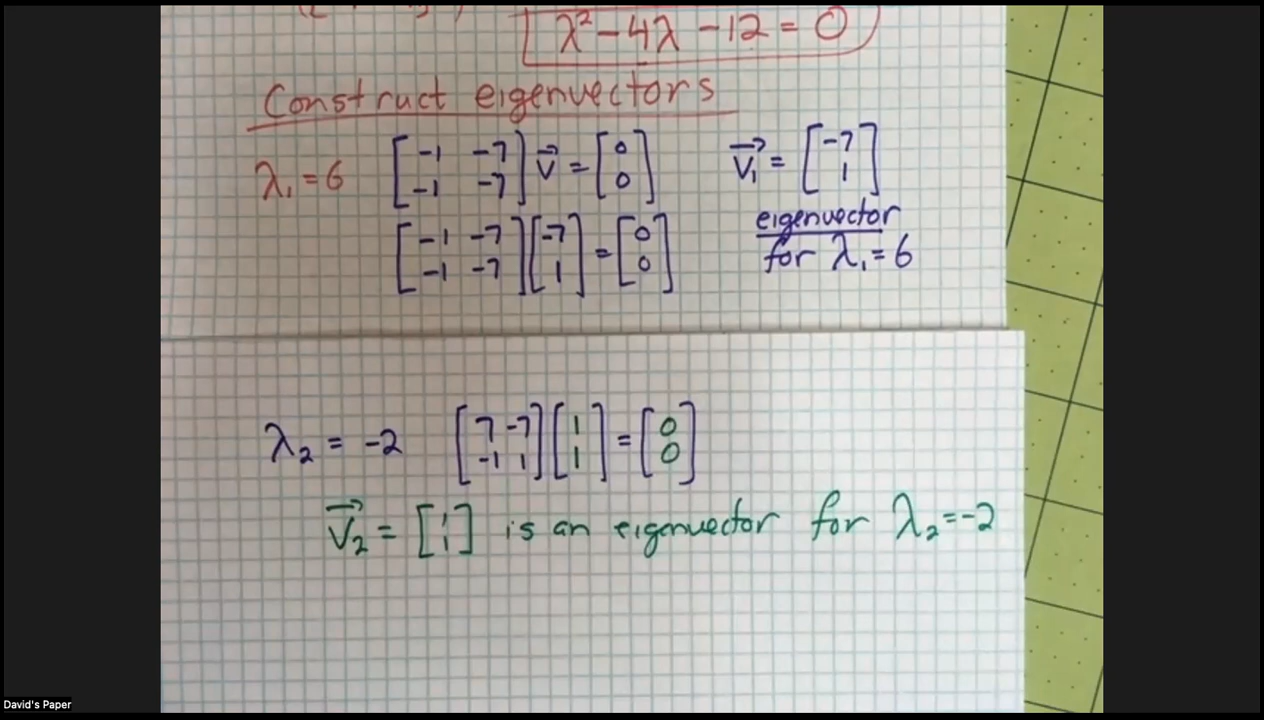 λ² - 4λ - 12 = 0
Construct eigenvectors
λ₁ = 6 [-1 -7; -1 -7] v⃗ = [0; 0] v⃗₁ = [-7; 1]
[-1 -7; -1 -7] [-7; 1] = [0; 0] eigenvector
for λ₁ = 6
λ₂ = -2 [7 -7; -1 1] [1; 1] = [0; 0]
v⃗₂ = [1; 1] is an eigenvector for λ₂ = -2
David's Paper